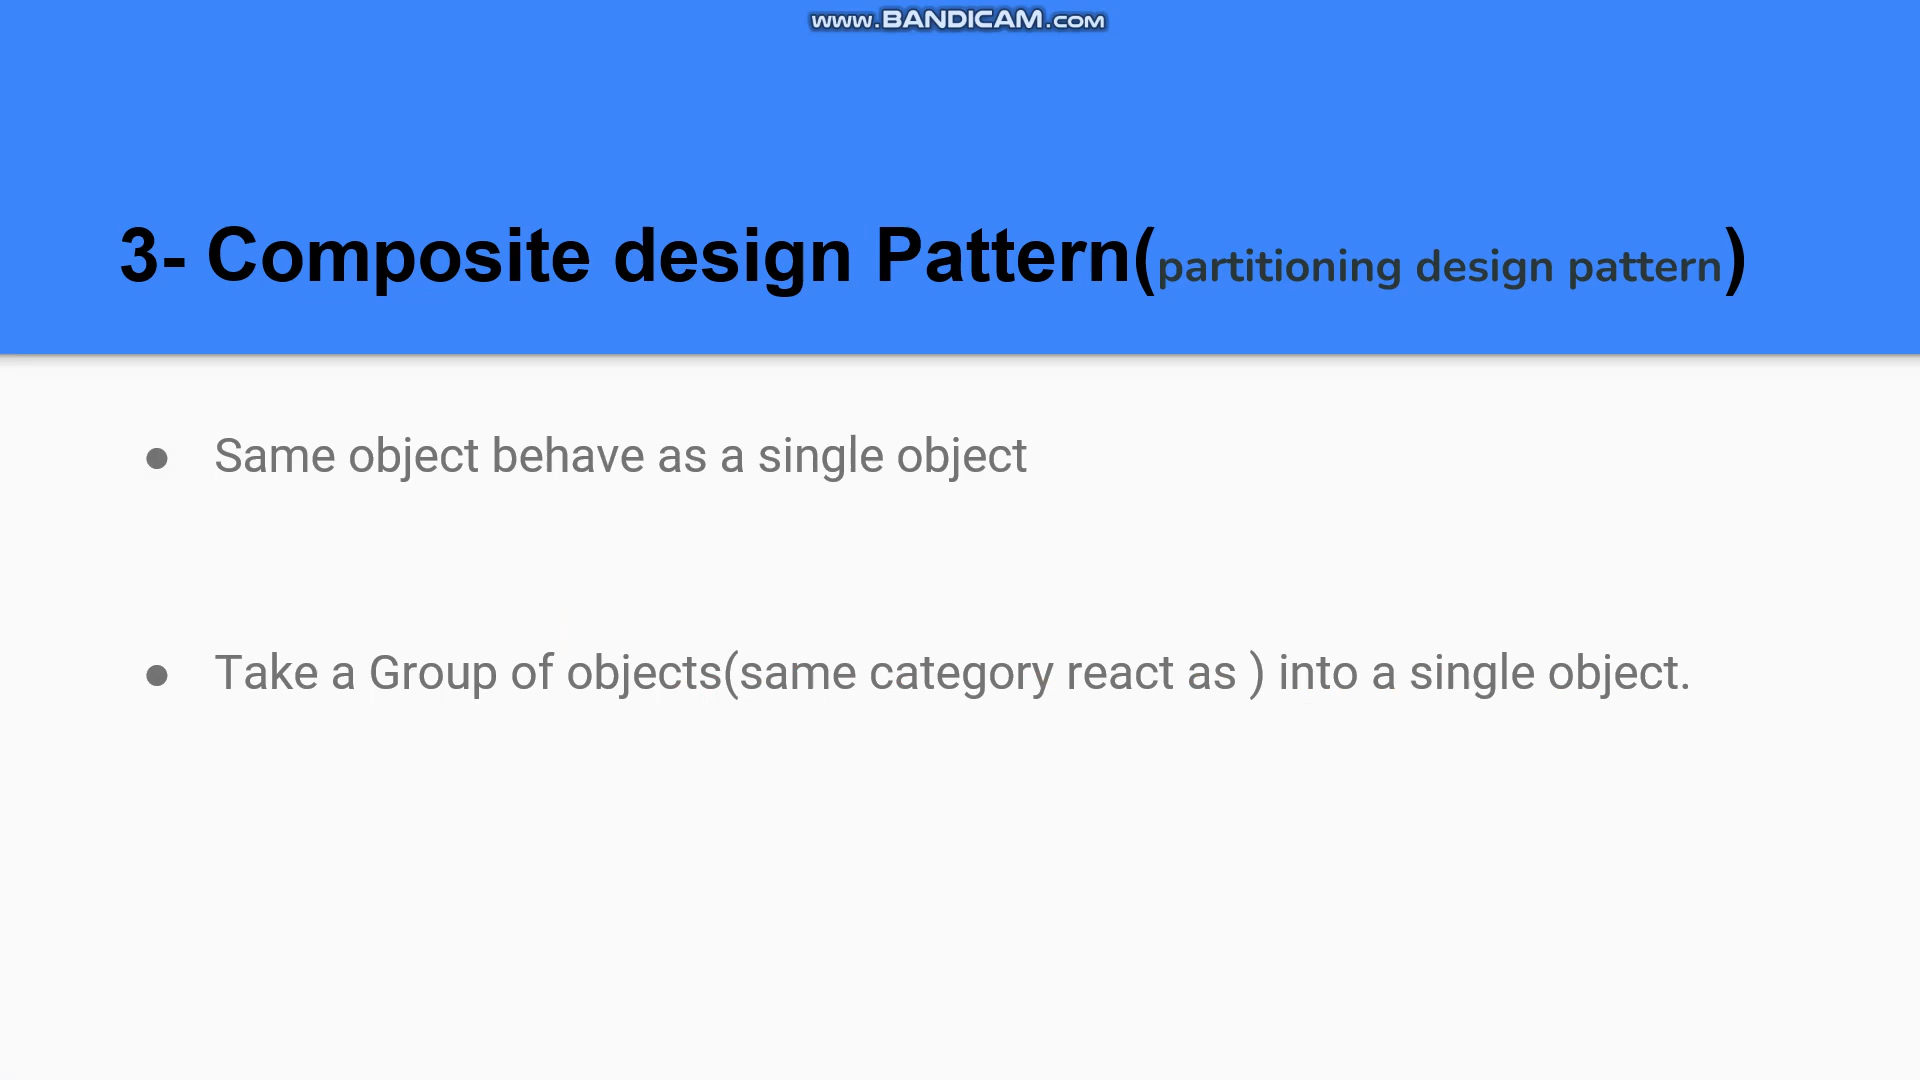 www.BANDICAM.com
3- Composite design Pattern(partitioning design pattern)
● Same object behave as a single object
● Take a Group of objects(same category react as ) into a single object.